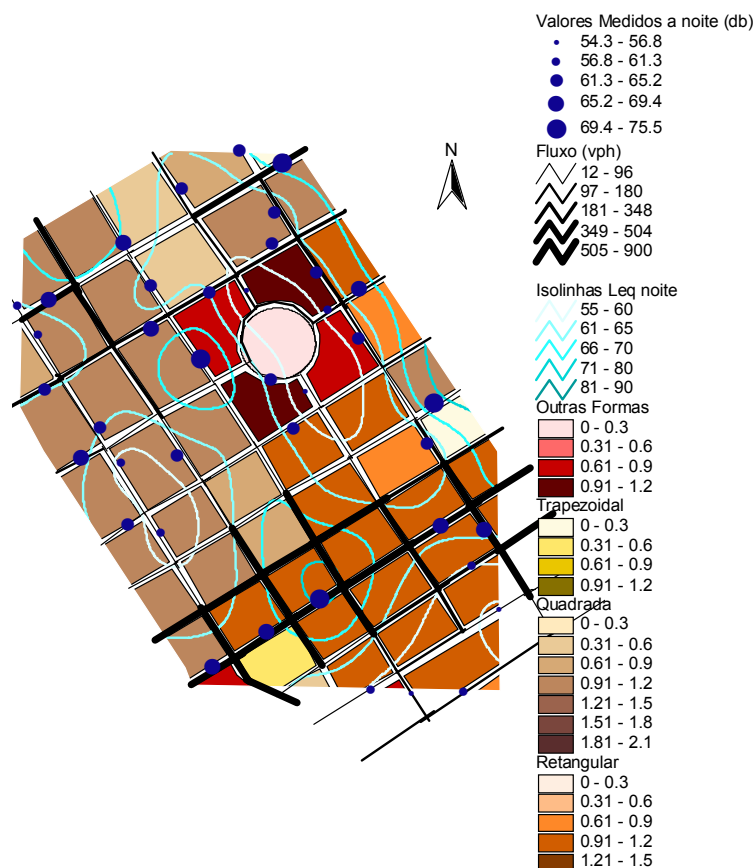 Valores Medidos a noite (db)
54.3 - 56.8
56.8 - 61.3
61.3 - 65.2
65.2 - 69.4
69.4 - 75.5
N
Fluxo (vph)
12 - 96
97 - 180
181 - 348
349 - 504
505 - 900
Isolinhas Leq noite
55 - 60
61 - 65
66 - 70
71 - 80
81 - 90
Outras Formas
0 - 0.3
0.31 - 0.6
0.61 - 0.9
0.91 - 1.2
Trapezoidal
0 - 0.3
0.31 - 0.6
0.61 - 0.9
0.91 - 1.2
Quadrada
0 - 0.3
0.31 - 0.6
0.61 - 0.9
0.91 - 1.2
1.21 - 1.5
1.51 - 1.8
1.81 - 2.1
Retangular
0 - 0.3
0.31 - 0.6
0.61 - 0.9
0.91 - 1.2
1.21 - 1.5